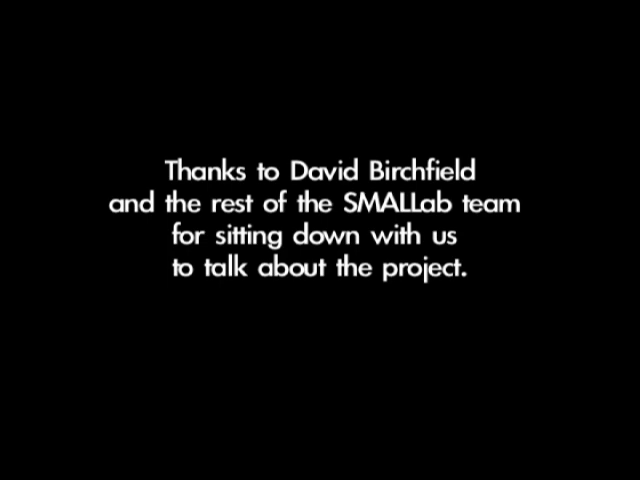 Thanks to David Birchfield
and the rest of the SMALLab team
for sitting down with us
to talk about the project.